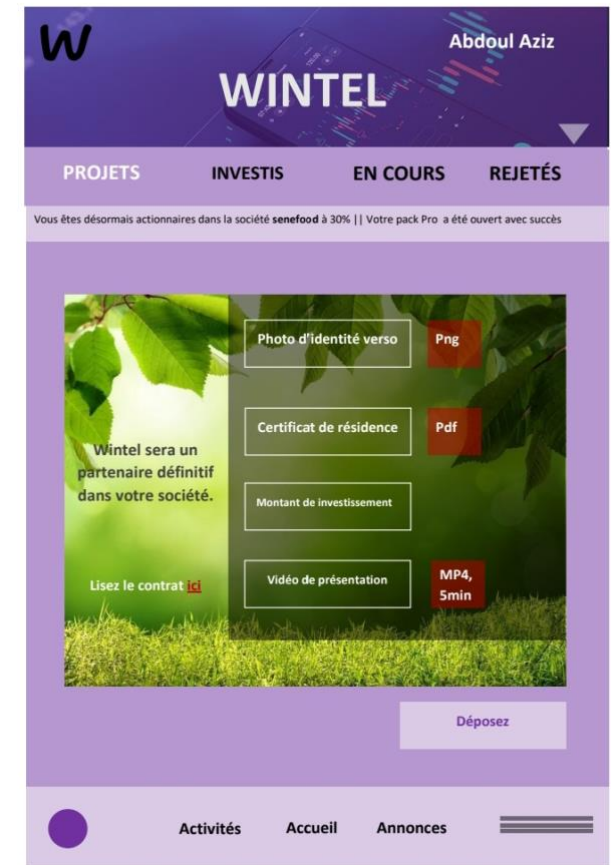 W
Abdoul Aziz
WINTEL
PROJETS INVESTIS EN COURS REJETÉS
Vous êtes désormais actionnaires dans la société senefood à 30% || Votre pack Pro a été ouvert avec succès
Photo d'identité verso
Png
Certificat de résidence
Pdf
Wintel sera un
partenaire définitif
dans votre société.
Montant de investissement
Lisez le contrat ici
Vidéo de présentation
MP4,
5min
Déposez
Activités Accueil Annonces